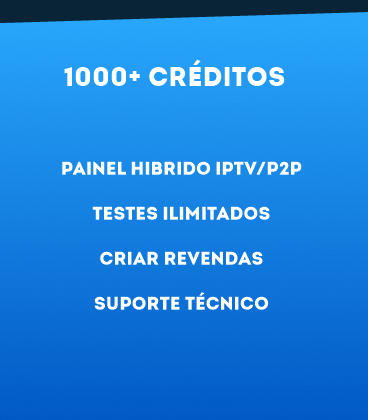 1000+ CRÉDITOS
PAINEL HIBRIDO IPTV/P2P
TESTES ILIMITADOS
CRIAR REVENDAS
SUPORTE TÉCNICO